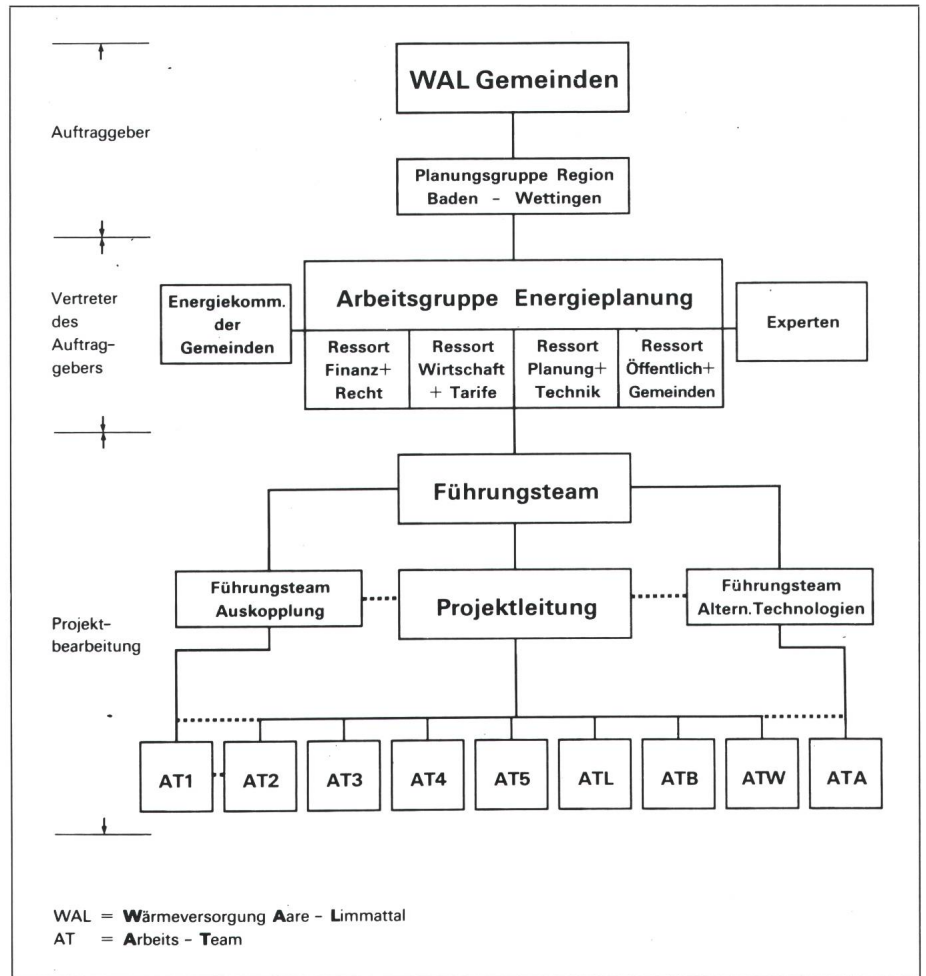 WAL Gemeinden
Auftraggeber
Planungsgruppe Region
Baden - Wettingen
Vertreter
des
Auftrag-
gebers
Energiekomm.
der
Gemeinden
Arbeitsgruppe Energieplanung
Experten
Ressort
Finanz+
Recht
Ressort
Wirtschaft
+ Tarife
Ressort
Planung+
Technik
Ressort
Öffentlich+
Gemeinden
Führungsteam
Projekt-
bearbeitung
Führungsteam
Auskopplung
Projektleitung
Führungsteam
Altern.Technologien
AT1 AT2 AT3 AT4 AT5 ATL ATB ATW ATA
WAL = Wärmeversorgung Aare - Limmattal
AT = Arbeits - Team